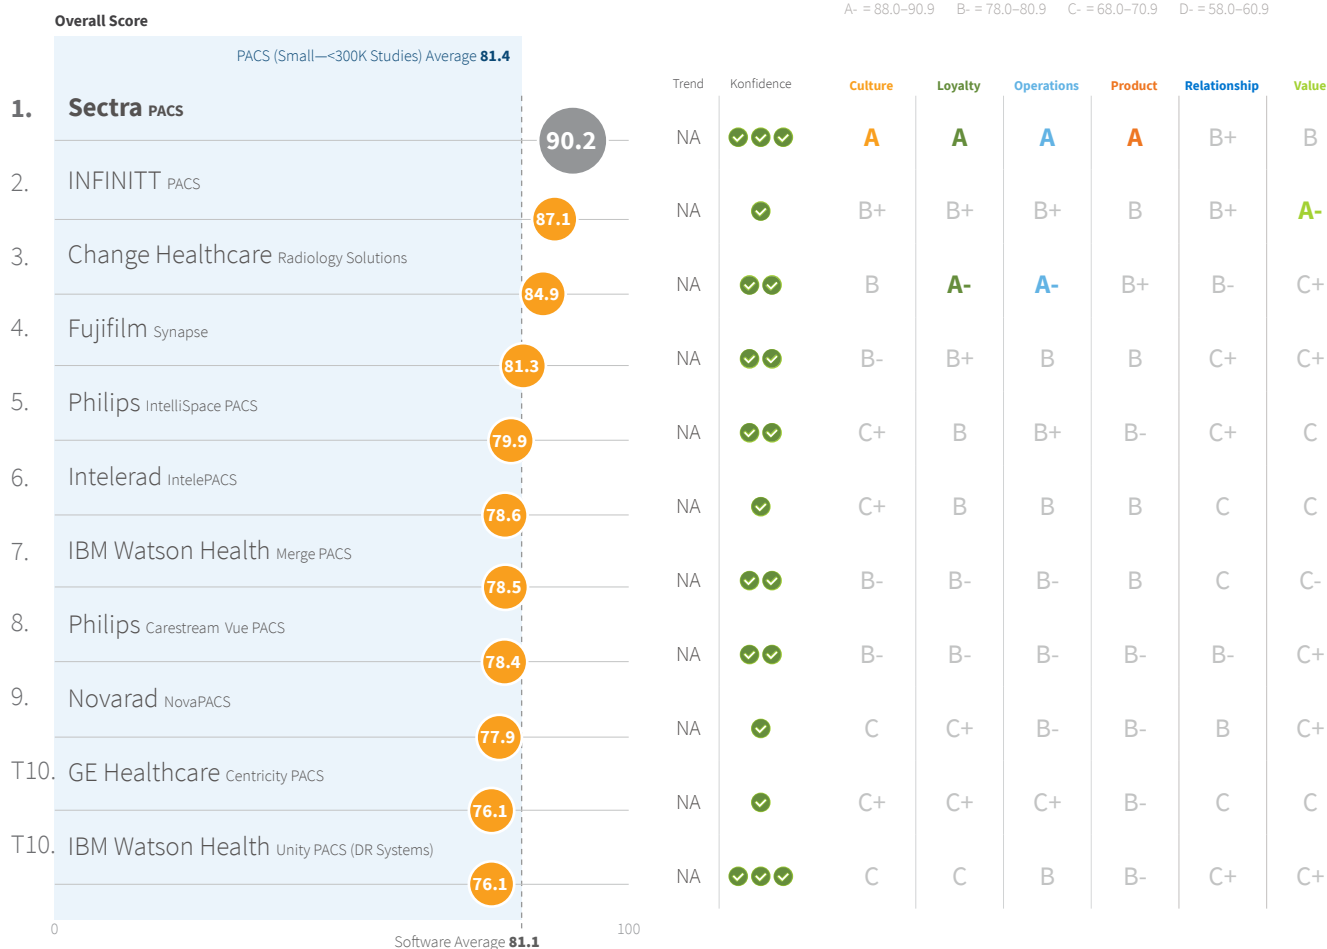 A- = 88.0–90.9 B- = 78.0–80.9 C- = 68.0–70.9 D- = 58.0–60.9
Overall Score
PACS (Small—<300K Studies) Average 81.4
Trend Konfidence Culture Loyalty Operations Product Relationship Value
1. Sectra PACS
90.2 NA A A A A B+ B
2. INFINITT PACS
87.1 NA B+ B+ B+ B B+ A-
3. Change Healthcare Radiology Solutions
84.9 NA B A- A- B+ B- C+
4. Fujifilm Synapse
81.3 NA B- B+ B B C+ C+
5. Philips IntelliSpace PACS
79.9 NA C+ B B+ B- C+ C
6. Intelerad IntelePACS
78.6 NA C+ B B B C C
7. IBM Watson Health Merge PACS
78.5 NA B- B- B- B C C-
8. Philips Carestream Vue PACS
78.4 NA B- B- B- B- B- C+
9. Novarad NovaPACS
77.9 NA C C+ B- B- B C+
T10. GE Healthcare Centricity PACS
76.1 NA C+ C+ C+ B- C C
T10. IBM Watson Health Unity PACS (DR Systems)
76.1 NA C C B B- C+ C+
0 100
Software Average 81.1